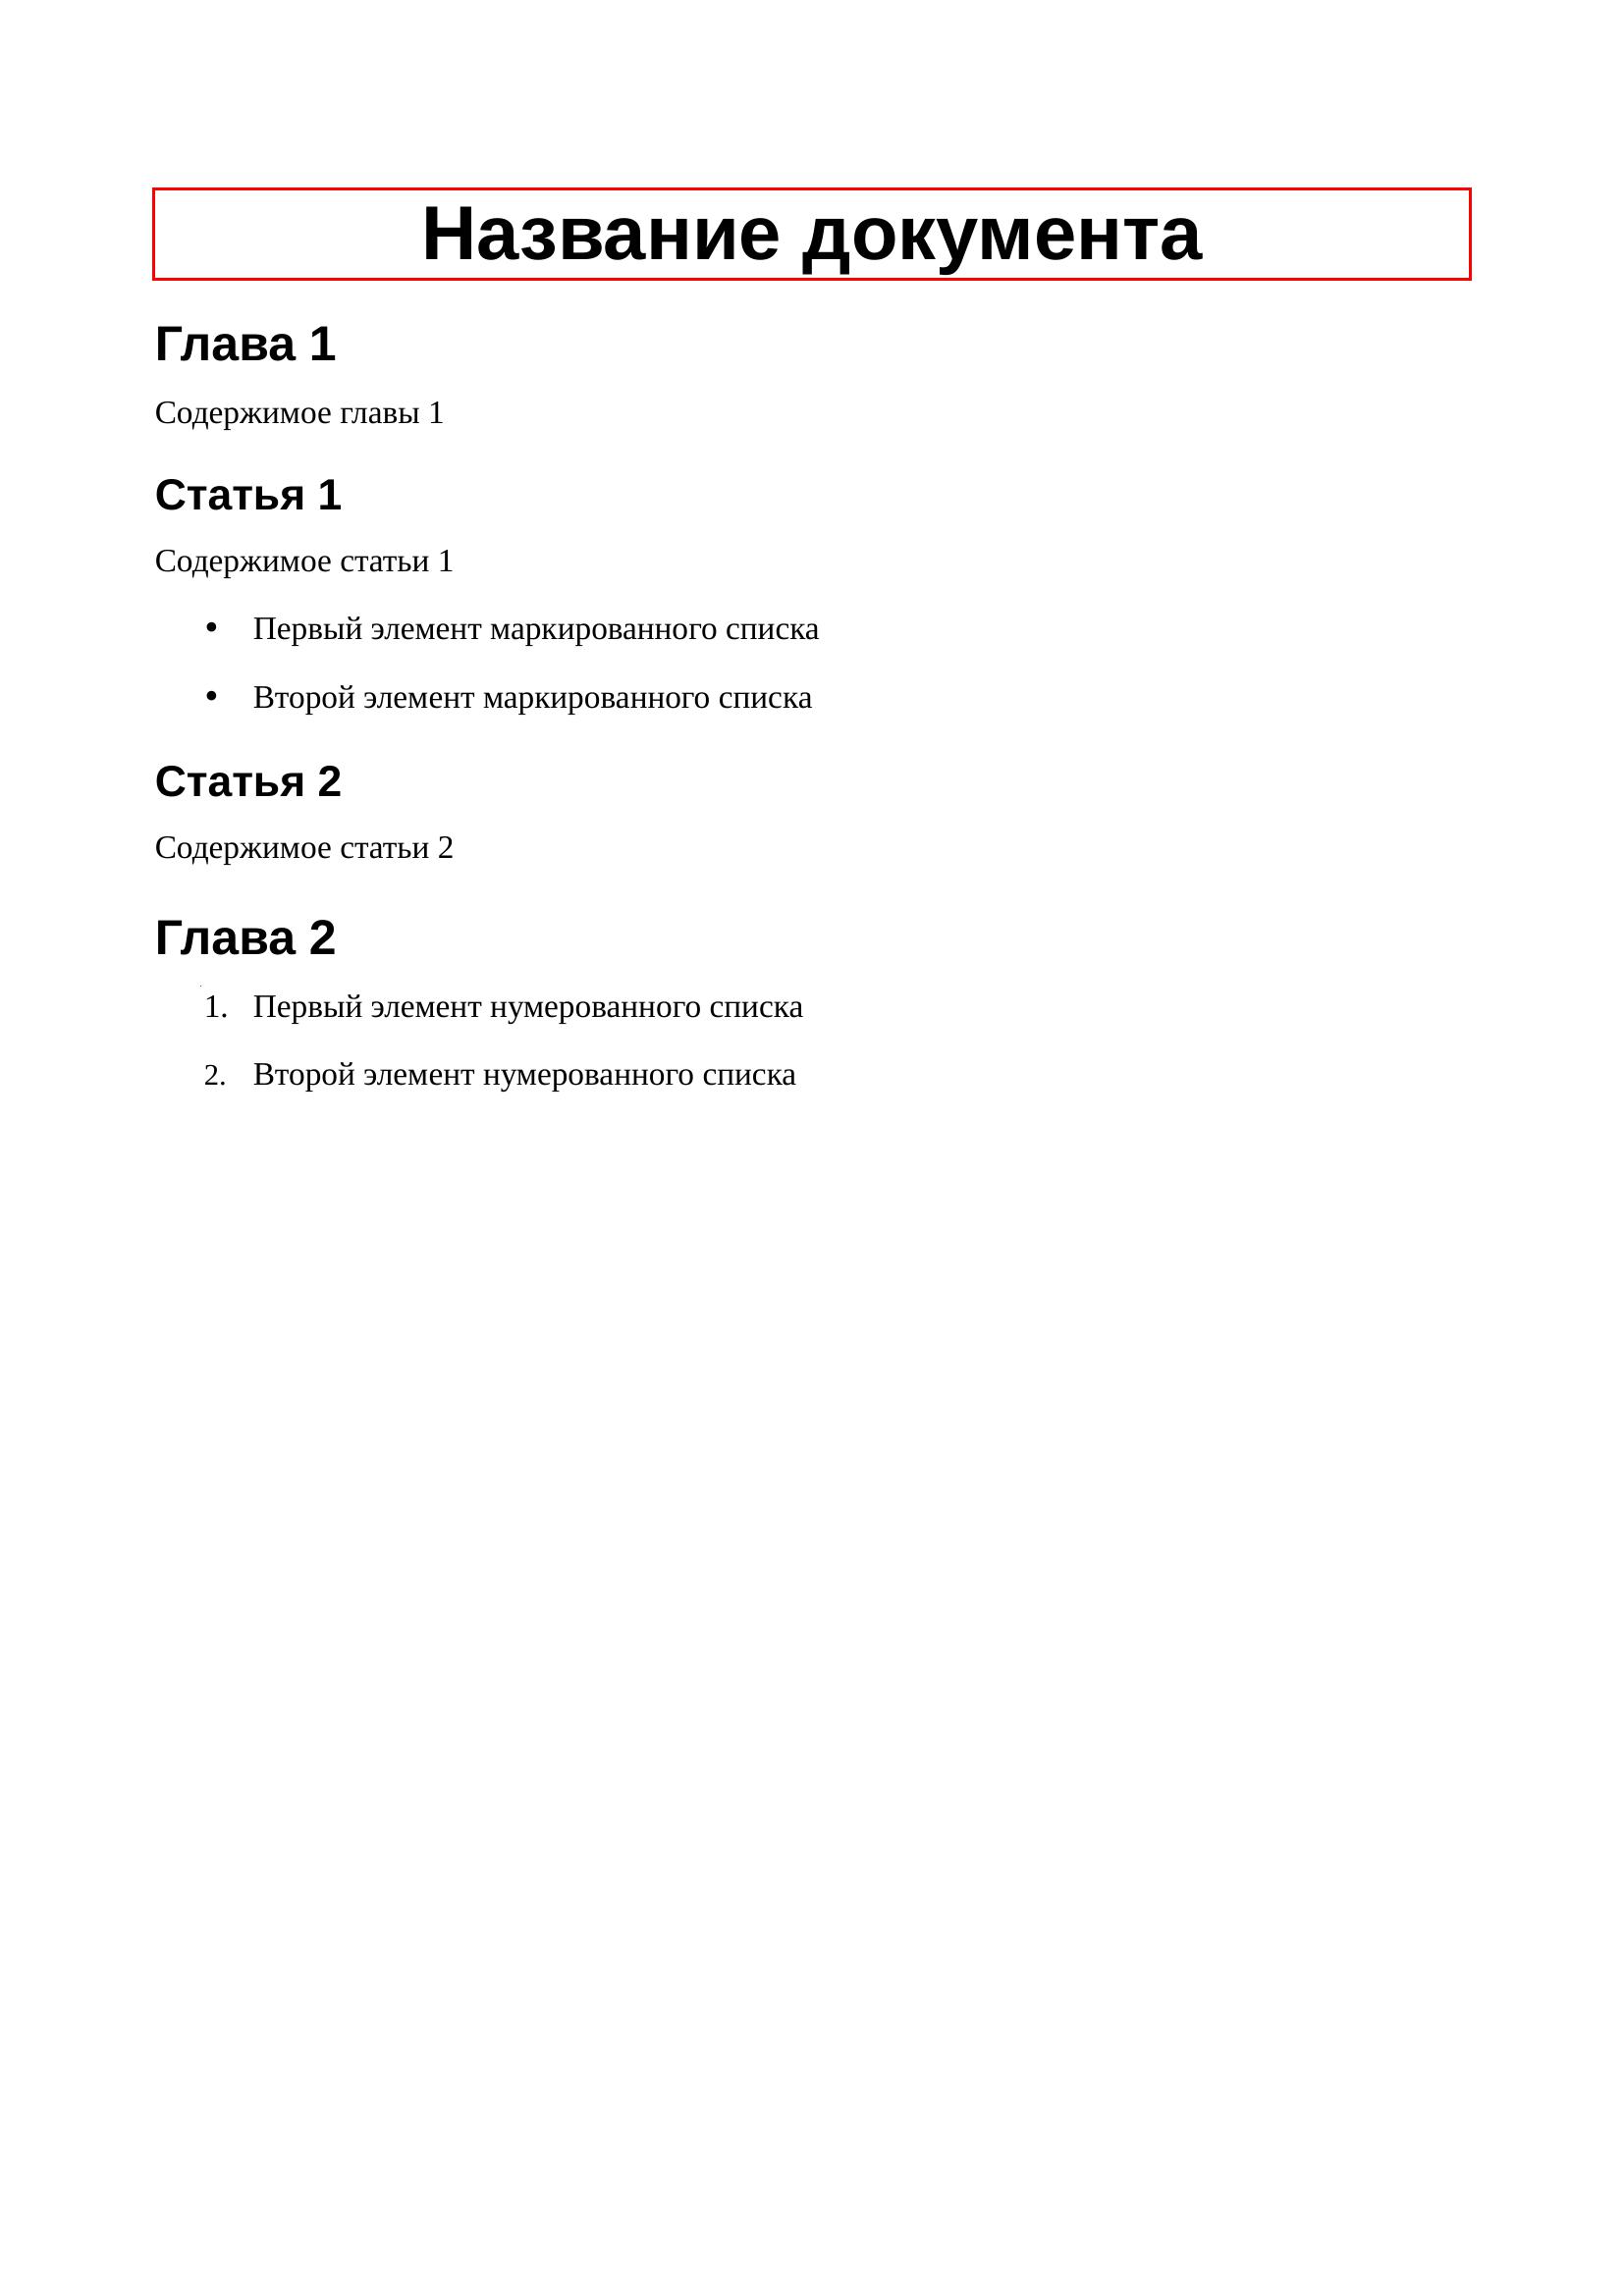 Название документа
Глава 1
Содержимое главы 1
Статья 1
Содержимое статьи 1
• Первый элемент маркированного списка
• Второй элемент маркированного списка
Статья 2
Содержимое статьи 2
Глава 2
1. Первый элемент нумерованного списка
2. Второй элемент нумерованного списка